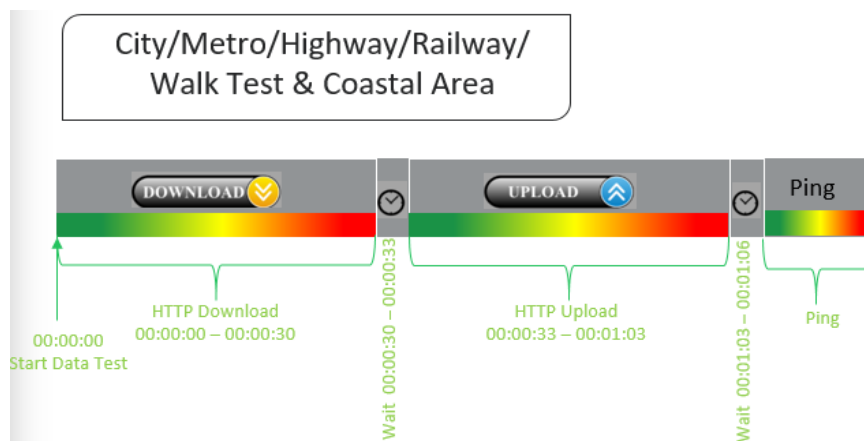 City/Metro/Highway/Railway/
Walk Test & Coastal Area
DOWNLOAD
UPLOAD
Ping
00:00:00
Start Data Test
HTTP Download
00:00:00 – 00:00:30
Wait 00:00:30 – 00:00:33
HTTP Upload
00:00:33 – 00:01:03
Wait 00:01:03 – 00:01:06
Ping